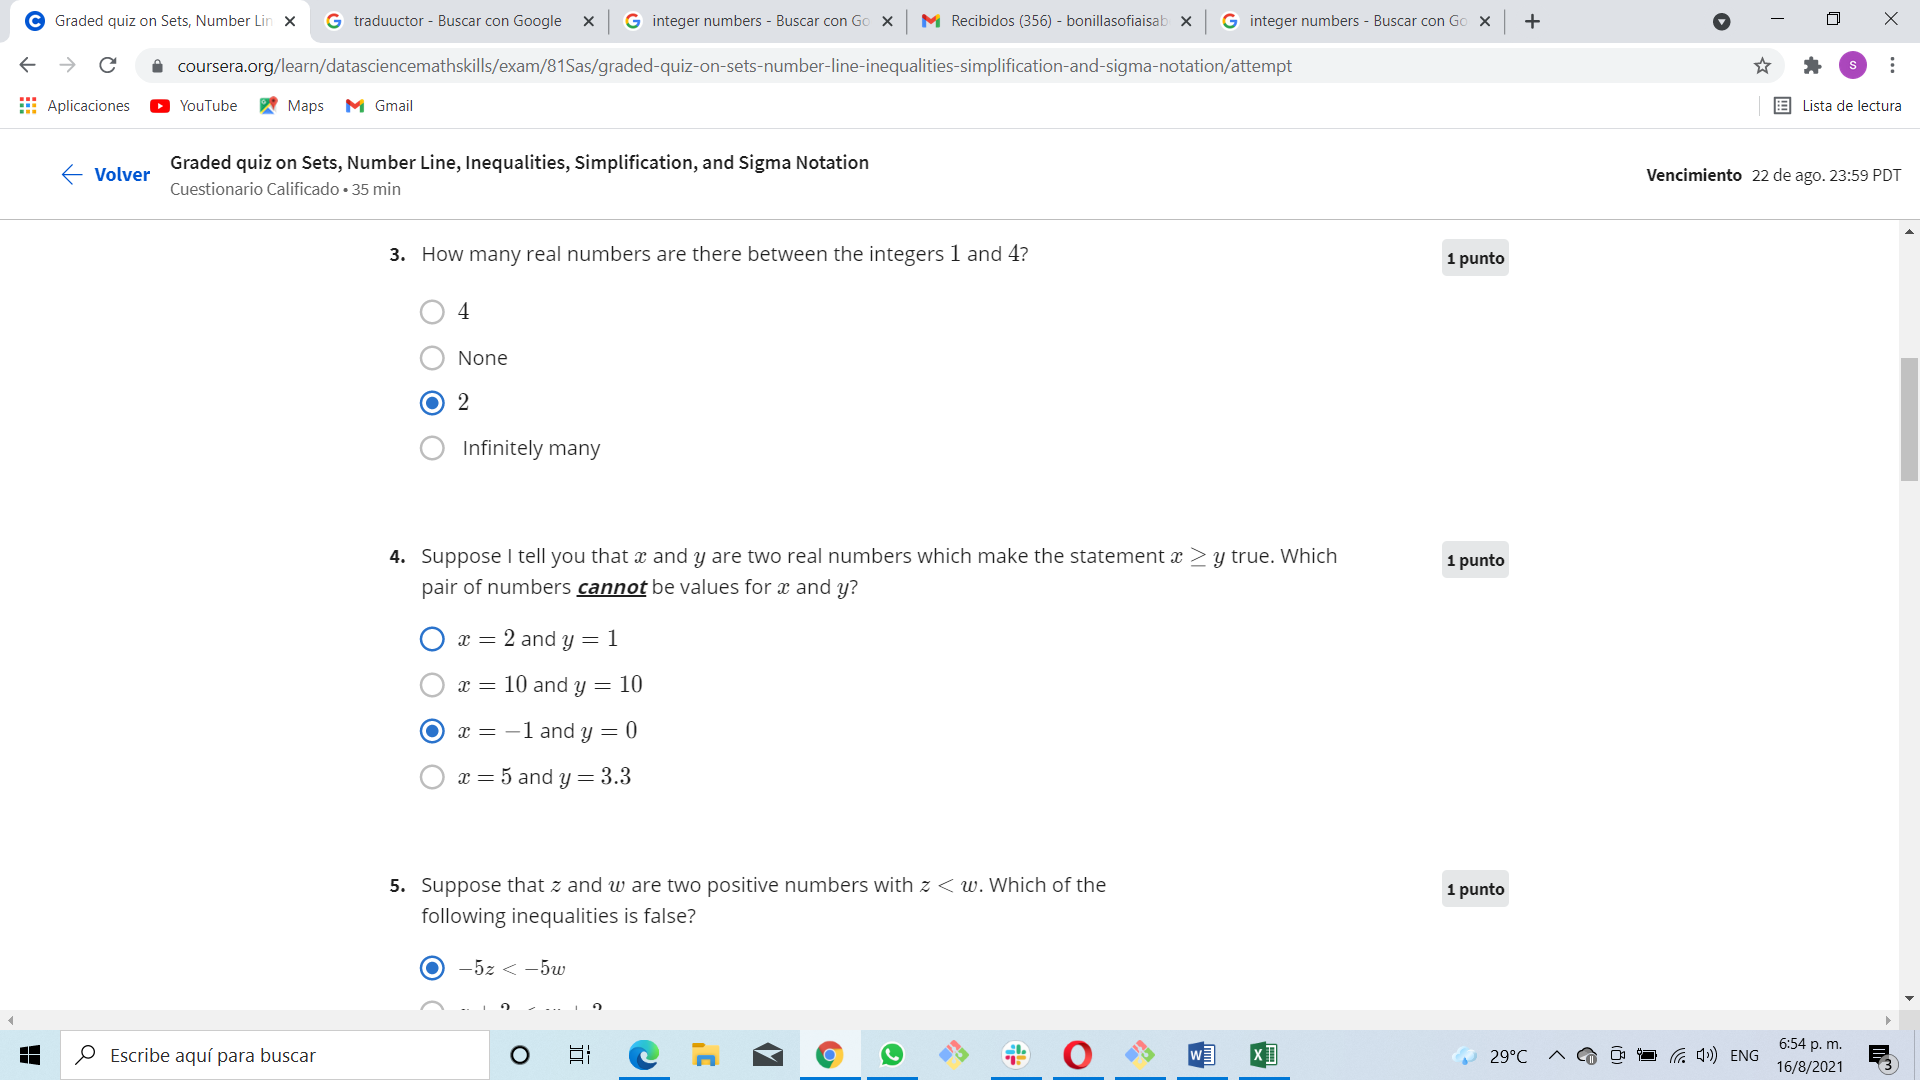 Graded quiz on Sets, Number Lin
traduuctor - Buscar con Google
integer numbers - Buscar con Go
Recibidos (356) - bonillasofiaisab
integer numbers - Buscar con Go
coursera.org/learn/datasciencemathskills/exam/81Sas/graded-quiz-on-sets-number-line-inequalities-simplification-and-sigma-notation/attempt
S
Aplicaciones
YouTube
Maps
Gmail
Lista de lectura
Volver
Graded quiz on Sets, Number Line, Inequalities, Simplification, and Sigma Notation
Cuestionario Calificado • 35 min
Vencimiento 22 de ago. 23:59 PDT
3. How many real numbers are there between the integers 1 and 4?
1 punto
4
None
2
Infinitely many
4. Suppose I tell you that x and y are two real numbers which make the statement x ≥ y true. Which
pair of numbers cannot be values for x and y?
1 punto
x = 2 and y = 1
x = 10 and y = 10
x = −1 and y = 0
x = 5 and y = 3.3
5. Suppose that z and w are two positive numbers with z < w. Which of the
following inequalities is false?
1 punto
−5z < −5w
Escribe aquí para buscar
29°C
ENG
6:54 p. m.
16/8/2021
3